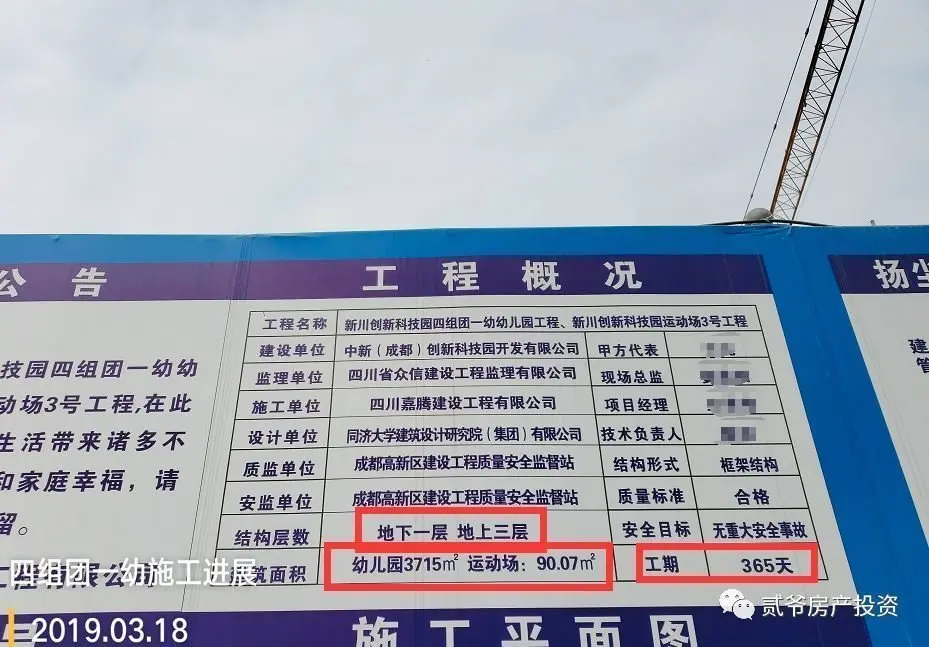 公告
工程概况
扬尘
工程名称 新川创新科技园四组团一幼幼儿园工程、新川创新科技园运动场3号工程
建设单位 中新（成都）创新科技园开发有限公司 甲方代表
监理单位 四川省众信建设工程监理有限公司 现场总监
施工单位 四川嘉腾建设工程有限公司 项目经理
设计单位 同济大学建筑设计研究院（集团）有限公司 技术负责人
质监单位 成都高新区建设工程质量安全监督站 结构形式 框架结构
安监单位 成都高新区建设工程质量安全监督站 质量标准 合格
结构层数 地下一层 地上三层 安全目标 无重大安全事故
筑面积 幼儿园3715㎡ 运动场：90.07㎡ 工期 365天
技园四组团一幼幼
动场3号工程,在此
生活带来诸多不
和家庭幸福，请
留。
工程有限公司
建
管
四组团一幼施工进展
2019.03.18
施工平面图
贰爷房产投资